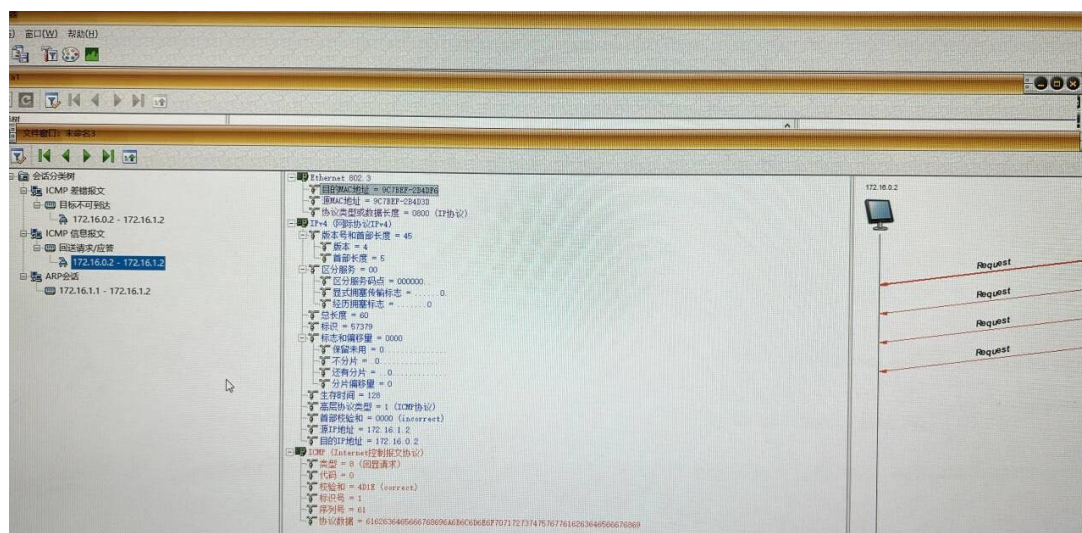 窗口(W) 帮助(H)
文件窗口: 未命名3
会话分类树
ICMP 差错报文
目标不可到达
172.16.0.2 - 172.16.1.2
ICMP 信息报文
回送请求/应答
172.16.0.2 - 172.16.1.2
ARP会话
172.16.1.1 - 172.16.1.2
Ethernet 802.3
目的MAC地址 = 9C7BEF-2B4DF6
源MAC地址 = 9C7BEF-2B4D3D
协议类型或数据长度 = 0800 (IP协议)
IPv4 (网际协议IPv4)
版本号和首部长度 = 45
版本 = 4
首部长度 = 5
区分服务 = 00
区分服务码点 = 000000..
显式拥塞传输标志 = ......0.
经历拥塞标志 = .......0
总长度 = 60
标识 = 57379
标志和偏移量 = 0000
保留未用 = 0...............
不分片 = .0..............
还有分片 = ..0.............
分片偏移量 = 0
生存时间 = 128
高层协议类型 = 1 (ICMP协议)
首部校验和 = 0000 (incorrect)
源IP地址 = 172.16.1.2
目的IP地址 = 172.16.0.2
ICMP (Internet控制报文协议)
类型 = 8 (回显请求)
代码 = 0
校验和 = 4D1E (correct)
标识号 = 1
序列号 = 61
协议数据 = 6162636465666768696A6B6C6D6E6F7071727374757677616263646566676869
172.16.0.2
Request
Request
Request
Request